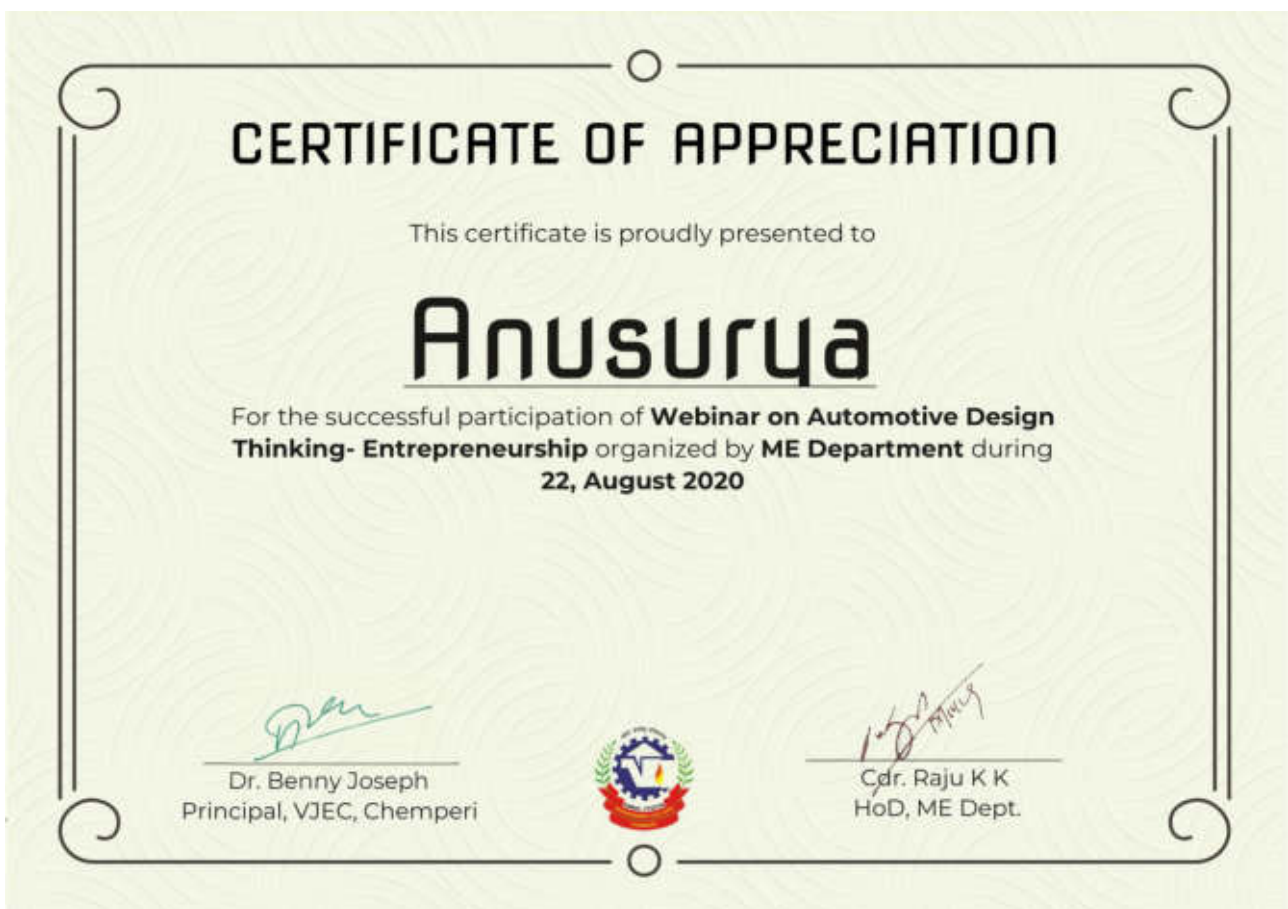 CERTIFICATE OF APPRECIATION
This certificate is proudly presented to
Anusurya
For the successful participation of Webinar on Automotive Design
Thinking- Entrepreneurship organized by ME Department during
22, August 2020
Dr. Benny Joseph
Principal, VJEC, Chemperi
Cdr. Raju K K
HoD, ME Dept.